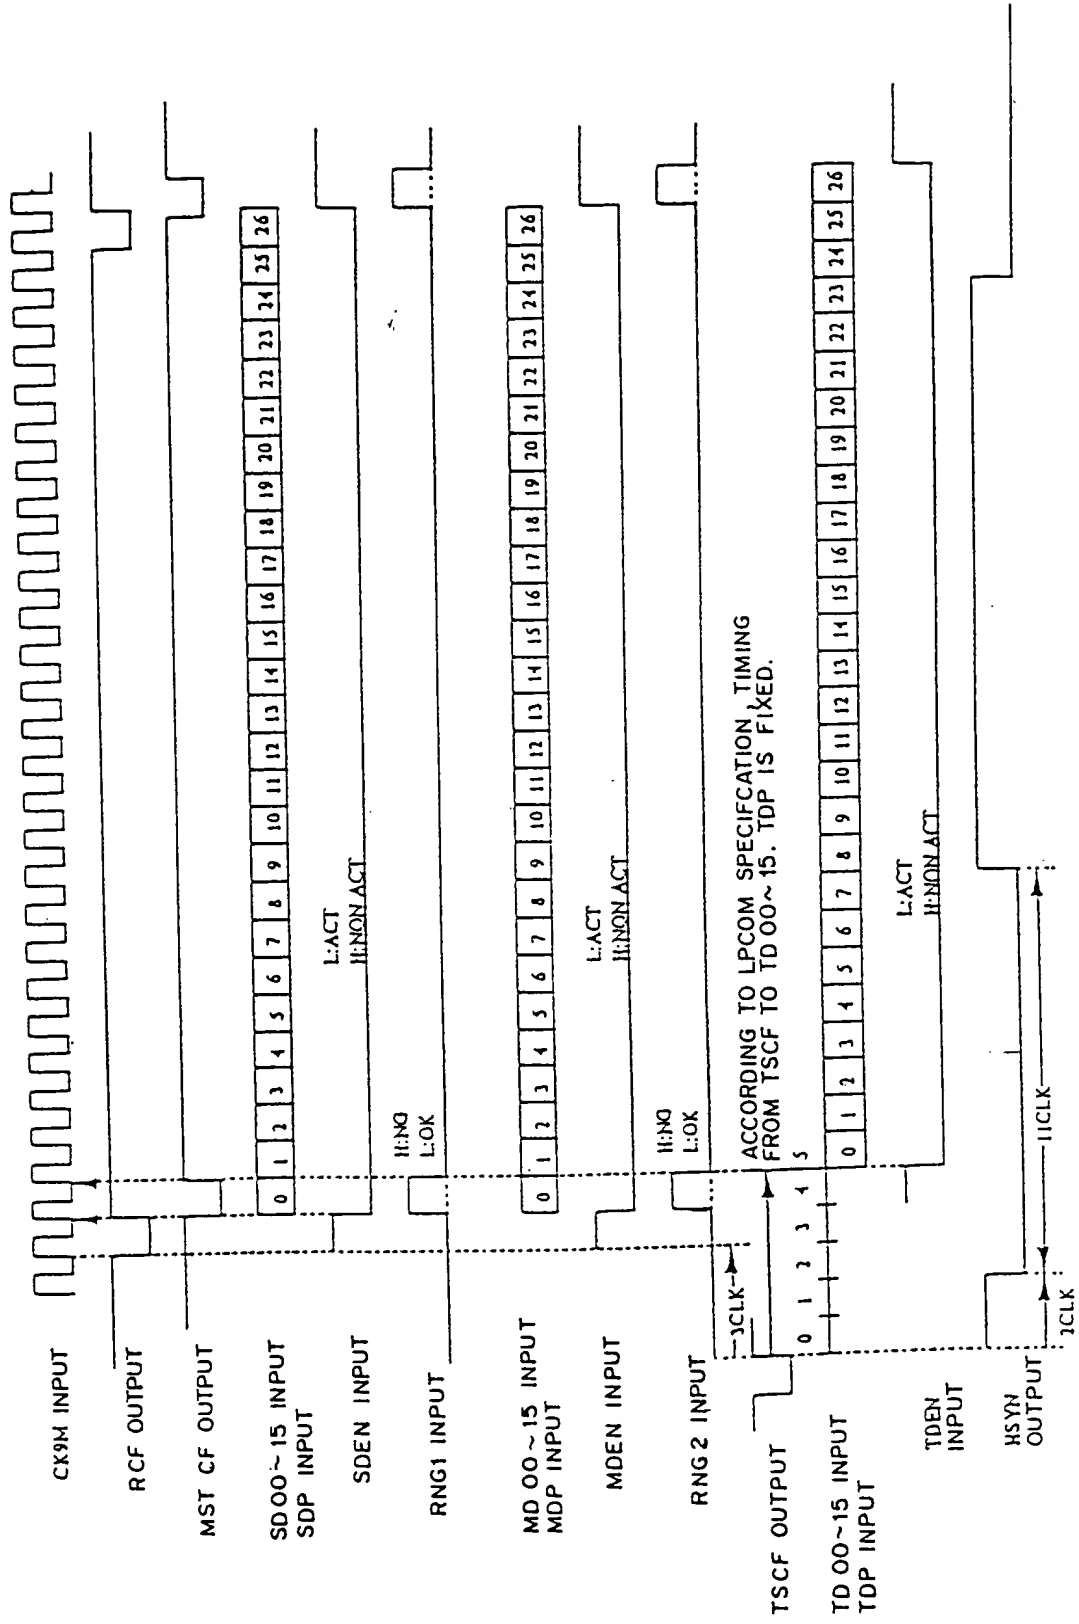 CK9M INPUT
RCF OUTPUT
MST CF OUTPUT
SD00~15 INPUT
SDP INPUT
0 1 2 3 4 5 6 7 8 9 10 11 12 13 14 15 16 17 18 19 20 21 22 23 24 25 26
SDEN INPUT
L:ACT
H:NON ACT
RNG1 INPUT
H:NG
L:OK
MD 00~15 INPUT
MDP INPUT
0 1 2 3 4 5 6 7 8 9 10 11 12 13 14 15 16 17 18 19 20 21 22 23 24 25 26
MDEN INPUT
L:ACT
H:NON ACT
RNG 2 INPUT
H:NG
L:OK
3CLK
TSCF OUTPUT
ACCORDING TO LPCOM SPECIFCATION, TIMING
FROM TSCF TO TD 00~15. TDP IS FIXED.
0 1 2 3 4 5
TD 00~15 INPUT
TDP INPUT
0 1 2 3 4 5 6 7 8 9 10 11 12 13 14 15 16 17 18 19 20 21 22 23 24 25 26
TDEN
INPUT
L:ACT
H:NON ACT
HSYN
OUTPUT
2CLK
11CLK